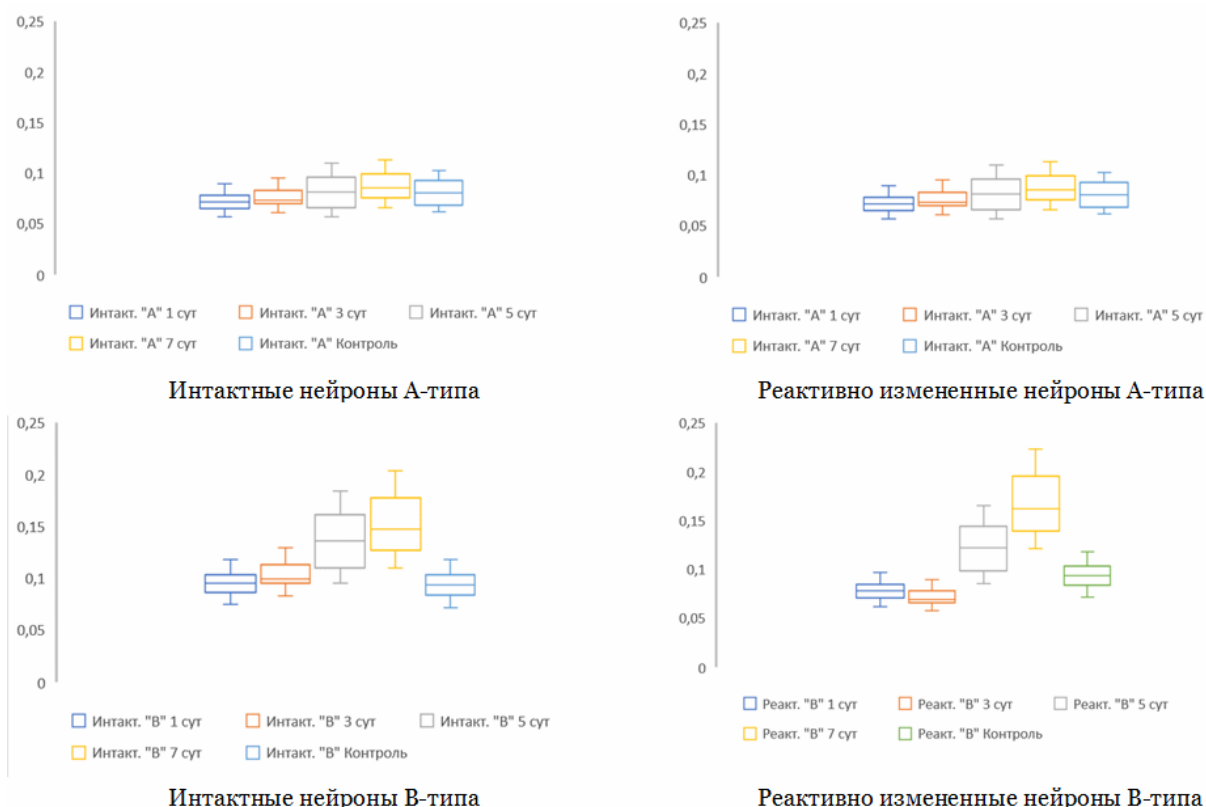 0,25
0,2
0,15
0,1
0,05
0
Интакт. "А" 1 сут Интакт. "А" 3 сут Интакт. "А" 5 сут
Интакт. "А" 7 сут Интакт. "А" Контроль
Интактные нейроны А-типа
0,25
0,2
0,15
0,1
0,05
0
Интакт. "А" 1 сут Интакт. "А" 3 сут Интакт. "А" 5 сут
Интакт. "А" 7 сут Интакт. "А" Контроль
Реактивно измененные нейроны А-типа
0,25
0,2
0,15
0,1
0,05
0
Интакт. "В" 1 сут Интакт. "В" 3 сут Интакт. "В" 5 сут
Интакт. "В" 7 сут Интакт. "В" Контроль
Интактные нейроны В-типа
0,25
0,2
0,15
0,1
0,05
0
Реакт. "В" 1 сут Реакт. "В" 3 сут Реакт. "В" 5 сут
Реакт. "В" 7 сут Реакт. "В" Контроль
Реактивно измененные нейроны В-типа